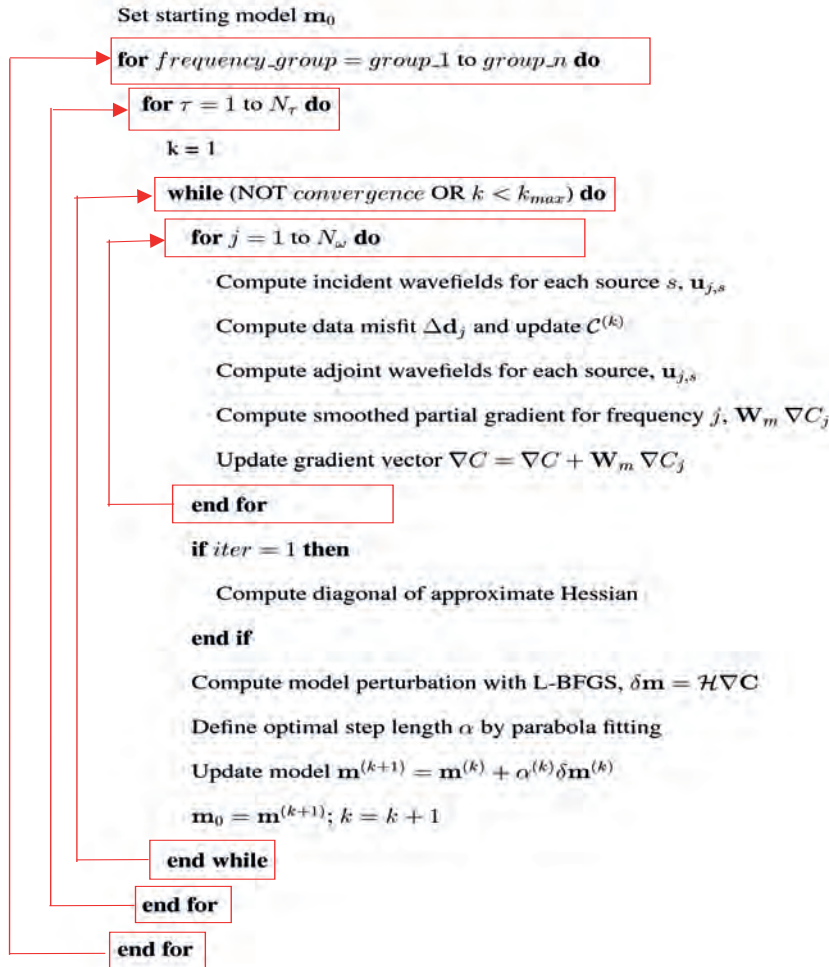 Set starting model m₀
for frequency_group = group_1 to group_n do
for τ = 1 to N_τ do
k = 1
while (NOT convergence OR k < k_max) do
for j = 1 to N_ω do
Compute incident wavefields for each source s, u_{j,s}
Compute data misfit Δd_j and update C^(k)
Compute adjoint wavefields for each source, u_{j,s}
Compute smoothed partial gradient for frequency j, W_m ∇C_j
Update gradient vector ∇C = ∇C + W_m ∇C_j
end for
if iter = 1 then
Compute diagonal of approximate Hessian
end if
Compute model perturbation with L-BFGS, δm = H∇C
Define optimal step length α by parabola fitting
Update model m^(k+1) = m^(k) + α^(k)δm^(k)
m₀ = m^(k+1); k = k + 1
end while
end for
end for